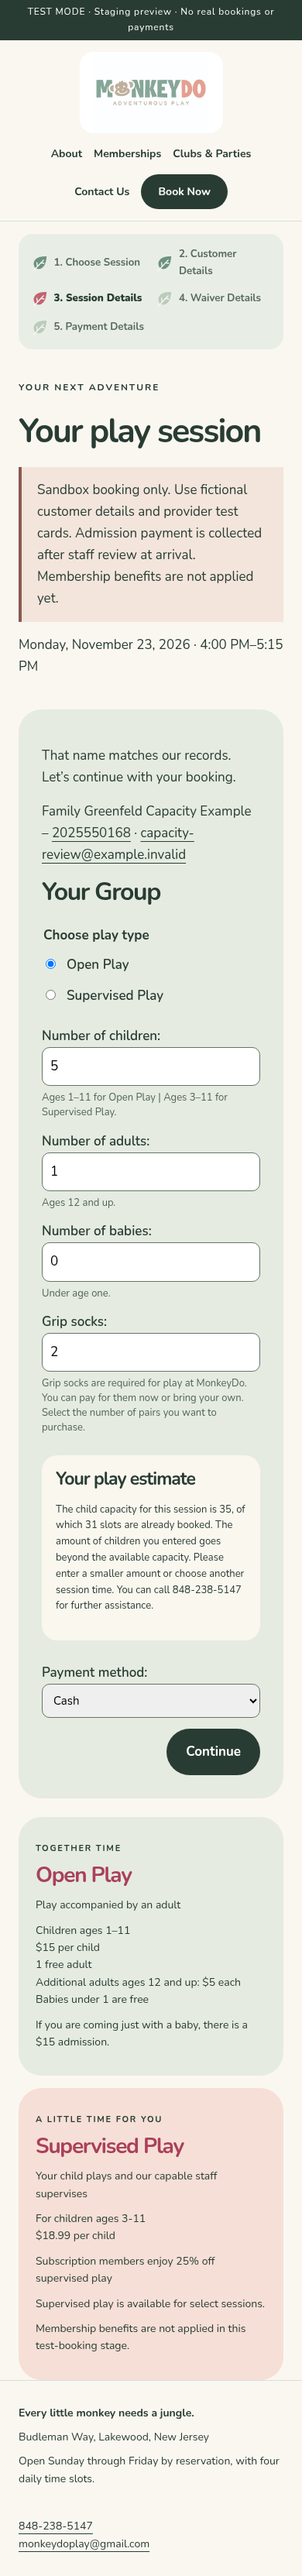 TEST MODE · Staging preview · No real bookings or
payments
MONKEYDO
ADVENTUROUS PLAY
About Memberships Clubs & Parties
Contact Us Book Now
1. Choose Session
2. Customer
Details
3. Session Details
4. Waiver Details
5. Payment Details
YOUR NEXT ADVENTURE
Your play session
Sandbox booking only. Use fictional
customer details and provider test
cards. Admission payment is collected
after staff review at arrival.
Membership benefits are not applied
yet.
Monday, November 23, 2026 · 4:00 PM–5:15
PM
That name matches our records.
Let’s continue with your booking.
Family Greenfeld Capacity Example
– 2025550168 · capacity-
review@example.invalid
Your Group
Choose play type
Open Play
Supervised Play
Number of children:
5
Ages 1–11 for Open Play | Ages 3–11 for
Supervised Play.
Number of adults:
1
Ages 12 and up.
Number of babies:
0
Under age one.
Grip socks:
2
Grip socks are required for play at MonkeyDo.
You can pay for them now or bring your own.
Select the number of pairs you want to
purchase.
Your play estimate
The child capacity for this session is 35, of
which 31 slots are already booked. The
amount of children you entered goes
beyond the available capacity. Please
enter a smaller amount or choose another
session time. You can call 848-238-5147
for further assistance.
Payment method:
Cash
Continue
TOGETHER TIME
Open Play
Play accompanied by an adult
Children ages 1–11
$15 per child
1 free adult
Additional adults ages 12 and up: $5 each
Babies under 1 are free
If you are coming just with a baby, there is a
$15 admission.
A LITTLE TIME FOR YOU
Supervised Play
Your child plays and our capable staff
supervises
For children ages 3-11
$18.99 per child
Subscription members enjoy 25% off
supervised play
Supervised play is available for select sessions.
Membership benefits are not applied in this
test-booking stage.
Every little monkey needs a jungle.
Budleman Way, Lakewood, New Jersey
Open Sunday through Friday by reservation, with four
daily time slots.
848-238-5147
monkeydoplay@gmail.com